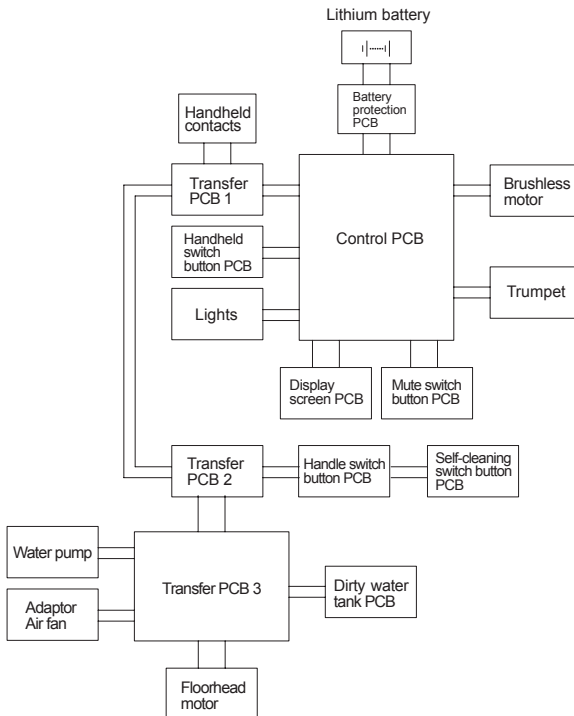 Lithium battery
Battery
protection
PCB
Handheld
contacts
Transfer
PCB 1
Control PCB
Brushless
motor
Handheld
switch
button PCB
Lights
Trumpet
Display
screen PCB
Mute switch
button PCB
Transfer
PCB 2
Handle switch
button PCB
Self-cleaning
switch button
PCB
Water pump
Transfer PCB 3
Dirty water
tank PCB
Adaptor
Air fan
Floorhead
motor